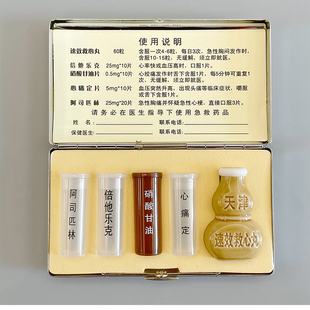 使用说明
速效救心丸 60粒 含服一次4-6粒，每日3次。急性胸闷发作时，
含服10-15粒，无缓解，须立即就医。
倍他乐克 25mg*10片 心率快或血压高时，口服1片。
硝酸甘油片 0.5mg*10片 心绞痛发作时舌下含服1片，每5分钟可重复1
次，无缓解，须立即就医。
心痛定片 5mg*10片 血压突然升高，出现头痛等临床症状，嚼服
或舌下含服1片。
阿司匹林 25mg*20片 急性胸痛并怀疑急性心梗，直接口服3片。
请务必在医生指导下使用急救药品
姓名： 联系电话：
保健医生： 联系电话：
阿司匹林
倍他乐克
硝酸甘油
心痛定
天津
速效救心丸